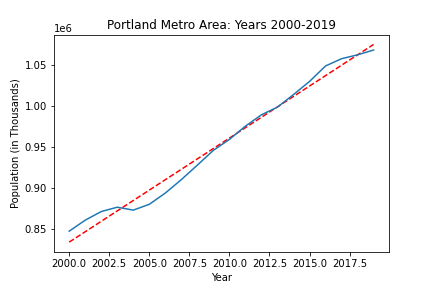 Portland Metro Area: Years 2000-2019
1e6
Population (in Thousands)
1.05
1.00
0.95
0.90
0.85
2000.0 2002.5 2005.0 2007.5 2010.0 2012.5 2015.0 2017.5
Year